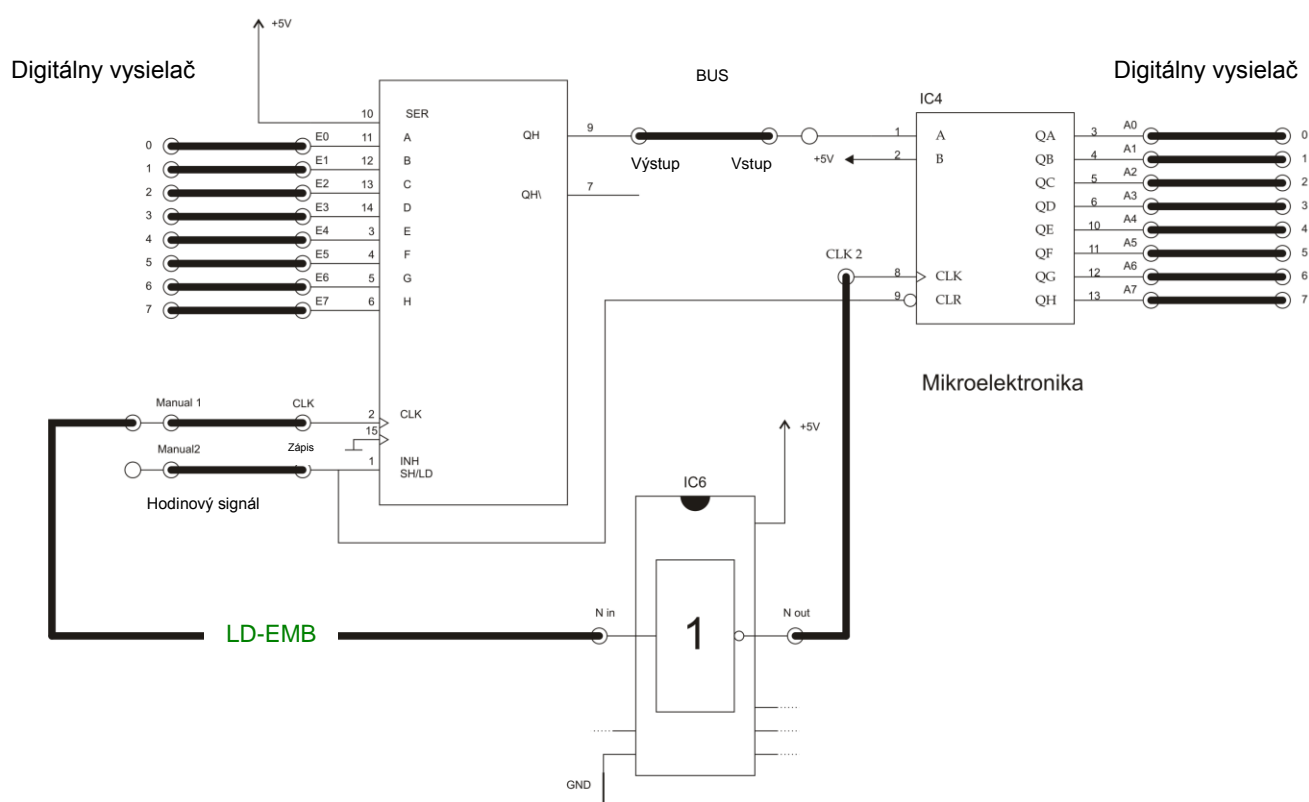 +5V
Digitálny vysielač
BUS
Digitálny vysielač
IC4
10 SER
0 E0 11 A
QH 9
1 A
QA 3 A0 0
1 E1 12 B
Výstup Vstup
+5V 2 B
QB 4 A1 1
2 E2 13 C
QH\ 7
QC 5 A2 2
3 E3 14 D
QD 6 A3 3
4 E4 3 E
QE 10 A4 4
5 E5 4 F
CLK 2
QF 11 A5 5
6 E6 5 G
8 CLK
QG 12 A6 6
7 E7 6 H
9 CLR
QH 13 A7 7
Mikroelektronika
Manual 1 CLK 2 CLK
15
+5V
Manual2 Zápis 1 INH
SH/LD
Hodinový signál
IC6
N in
N out
LD-EMB
1
GND